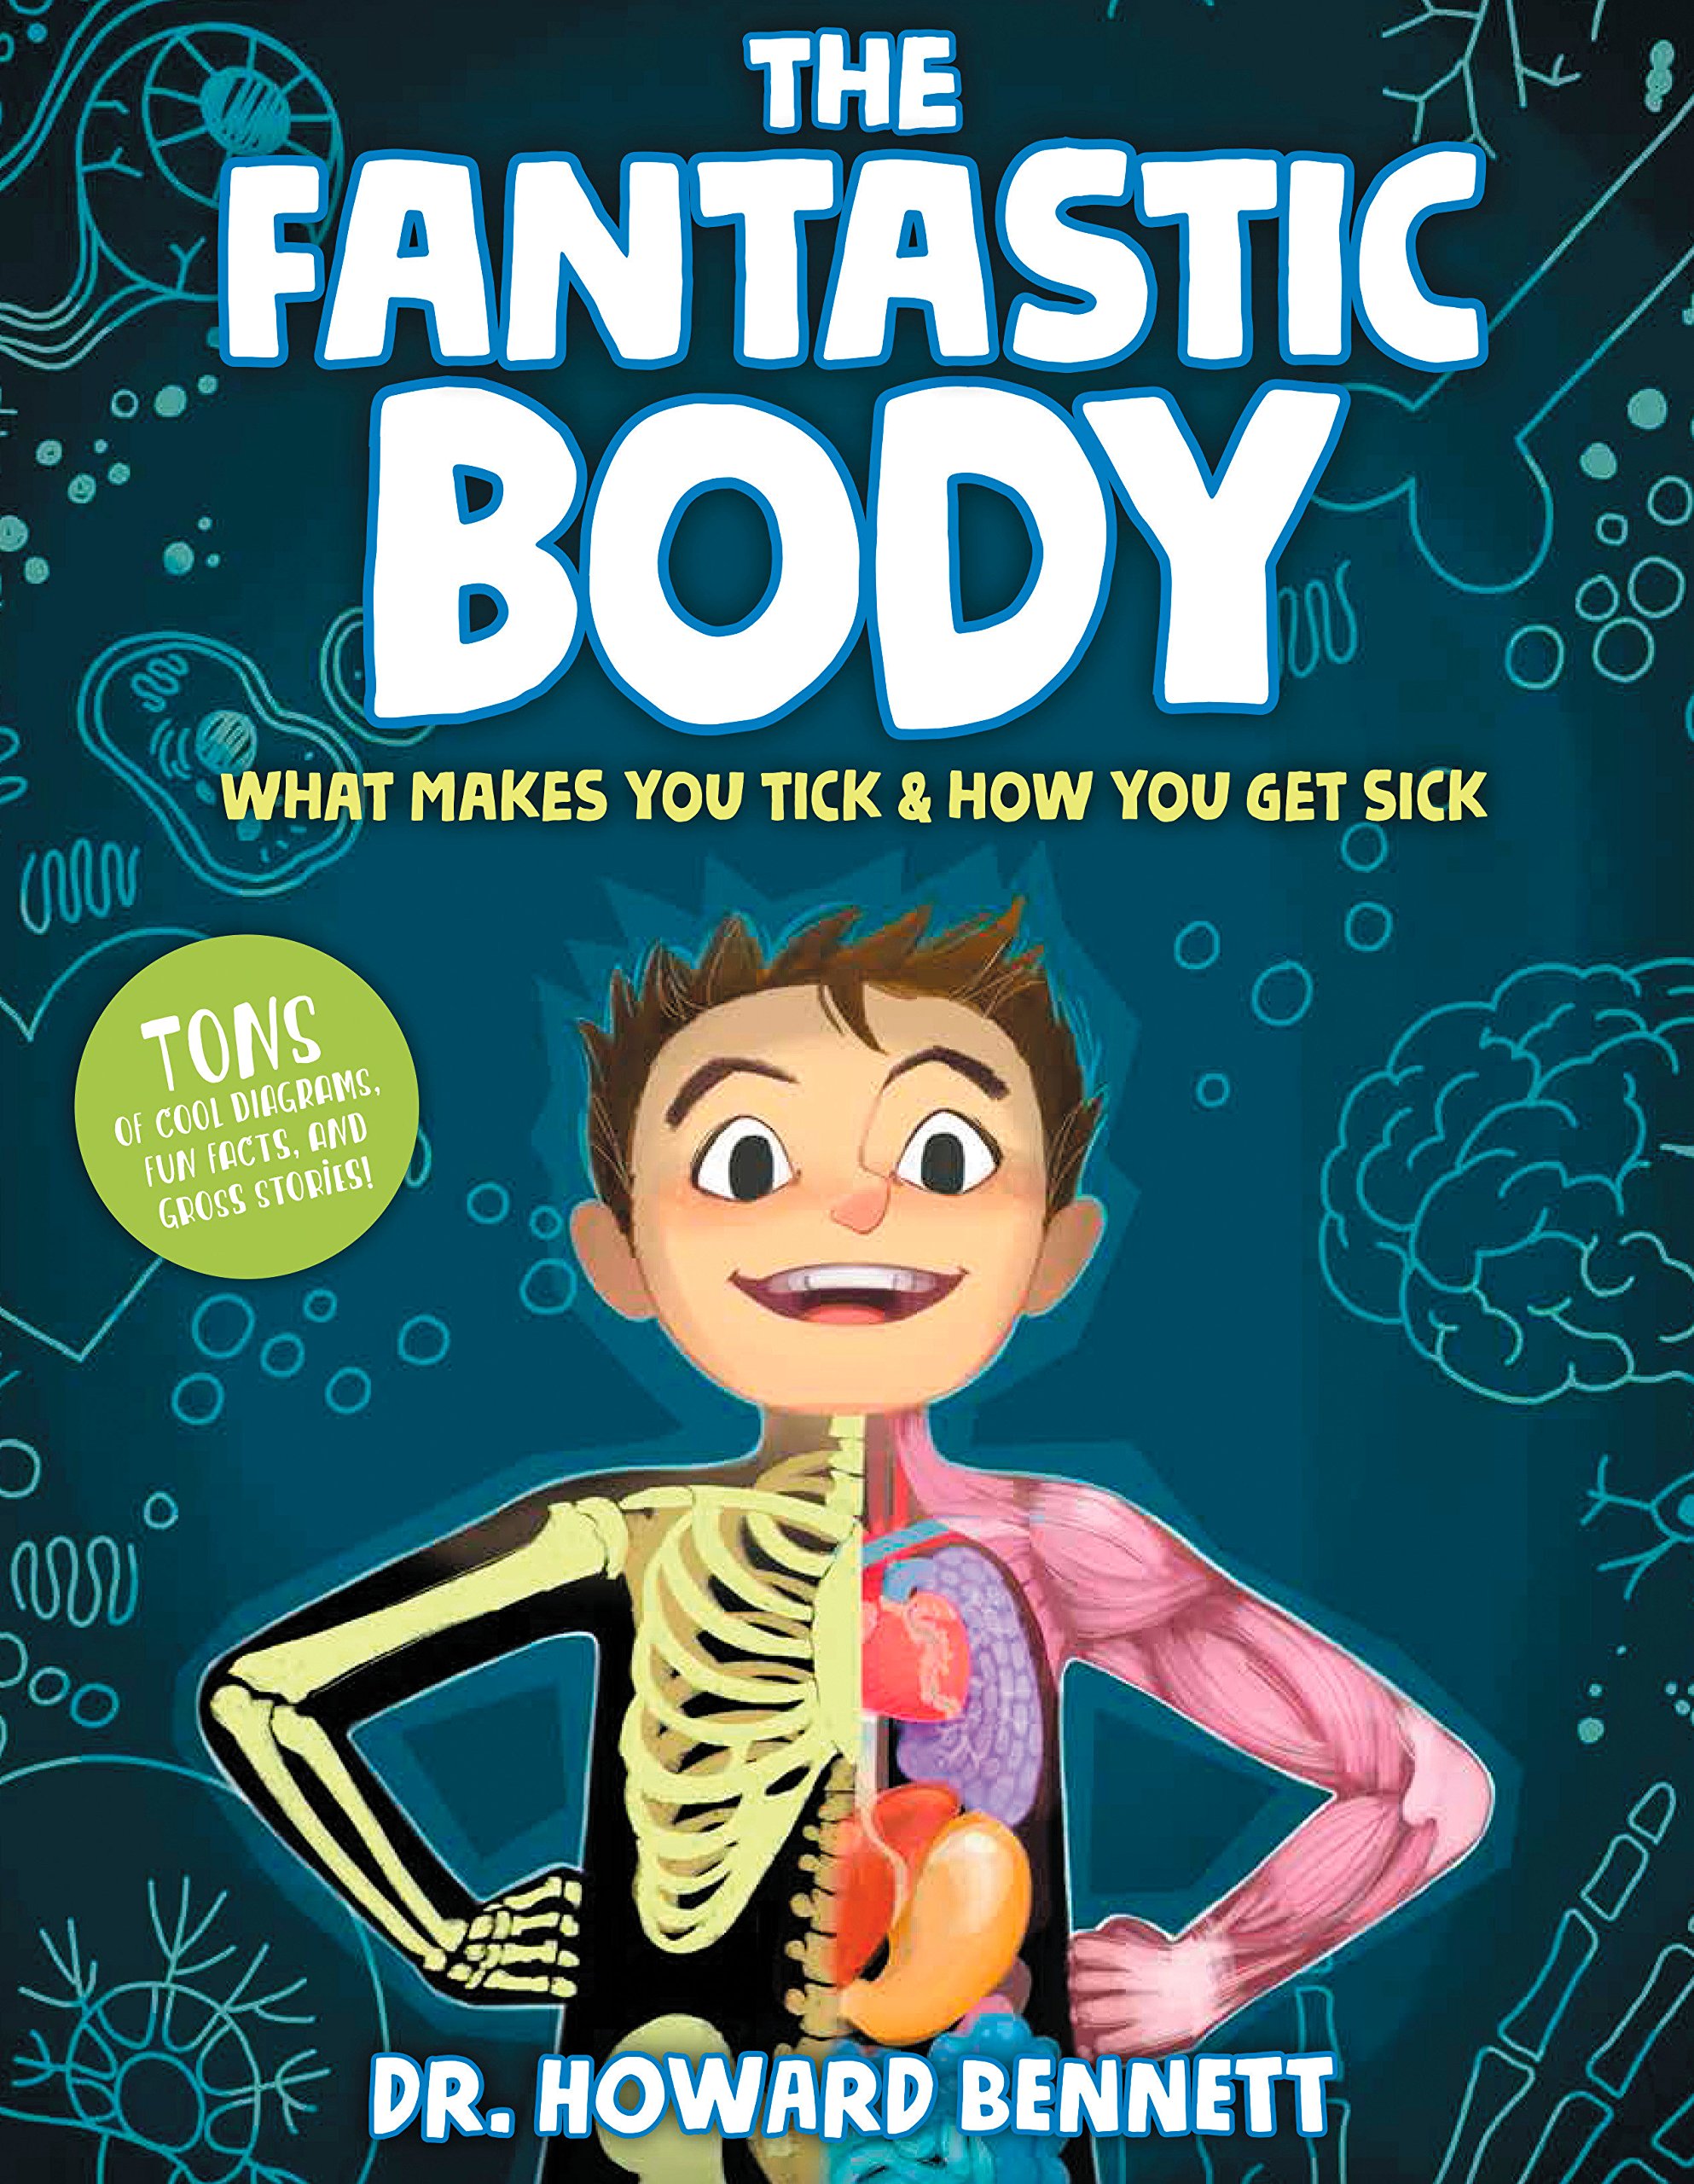 THE
FANTASTIC
BODY
WHAT MAKES YOU TICK & HOW YOU GET SICK
TONS
OF COOL DIAGRAMS,
FUN FACTS, AND
GROSS STORIES!
DR. HOWARD BENNETT